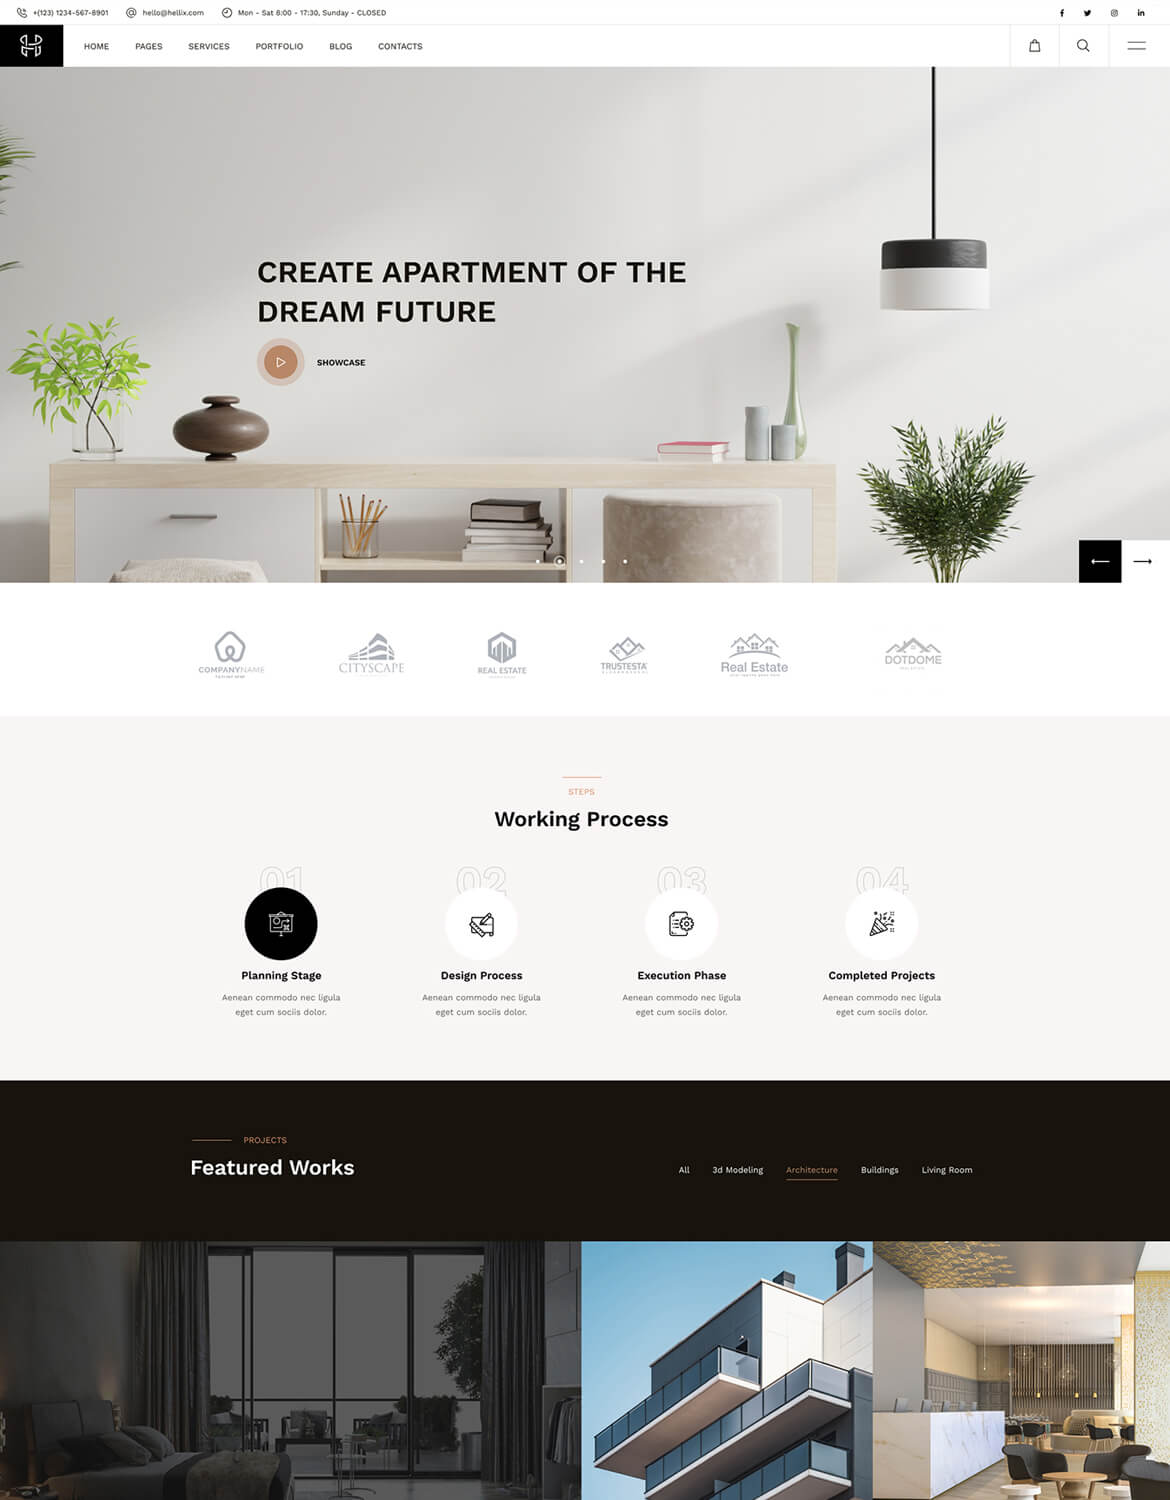 +(123) 1234-567-8901 hello@hellix.com Mon - Sat 8:00 - 17:30, Sunday - CLOSED
HOME PAGES SERVICES PORTFOLIO BLOG CONTACTS
CREATE APARTMENT OF THE
DREAM FUTURE
SHOWCASE
COMPANYNAME CITYSCAPE REAL ESTATE TRUSTESTA Real Estate DOTDOME
STEPS
Working Process
01 02 03 04
Planning Stage Design Process Execution Phase Completed Projects
Aenean commodo nec ligula Aenean commodo nec ligula Aenean commodo nec ligula Aenean commodo nec ligula
eget cum sociis dolor. eget cum sociis dolor. eget cum sociis dolor. eget cum sociis dolor.
PROJECTS
Featured Works
All 3d Modeling Architecture Buildings Living Room